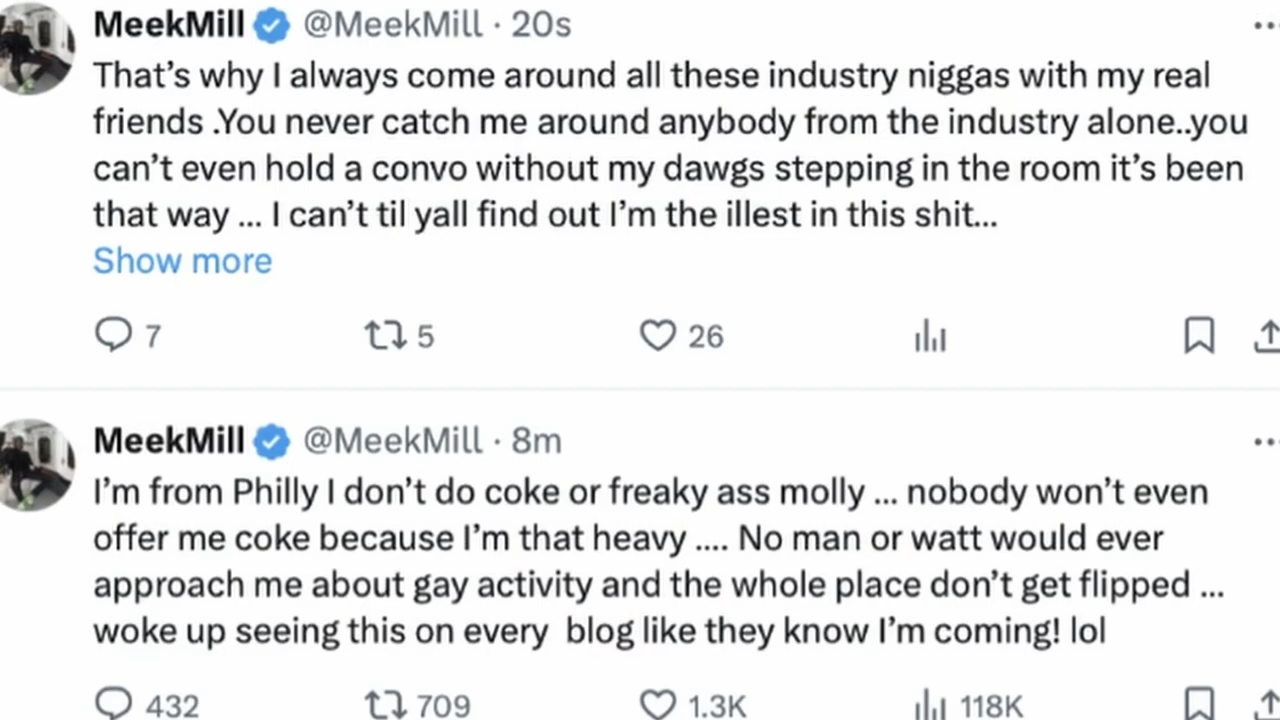 MeekMill @MeekMill · 20s
That’s why I always come around all these industry niggas with my real
friends .You never catch me around anybody from the industry alone..you
can’t even hold a convo without my dawgs stepping in the room it’s been
that way ... I can’t til yall find out I’m the illest in this shit...
Show more
7 5 26
MeekMill @MeekMill · 8m
I’m from Philly I don’t do coke or freaky ass molly ... nobody won’t even
offer me coke because I’m that heavy .... No man or watt would ever
approach me about gay activity and the whole place don’t get flipped ...
woke up seeing this on every  blog like they know I’m coming! lol
432 709 1.3K 118K